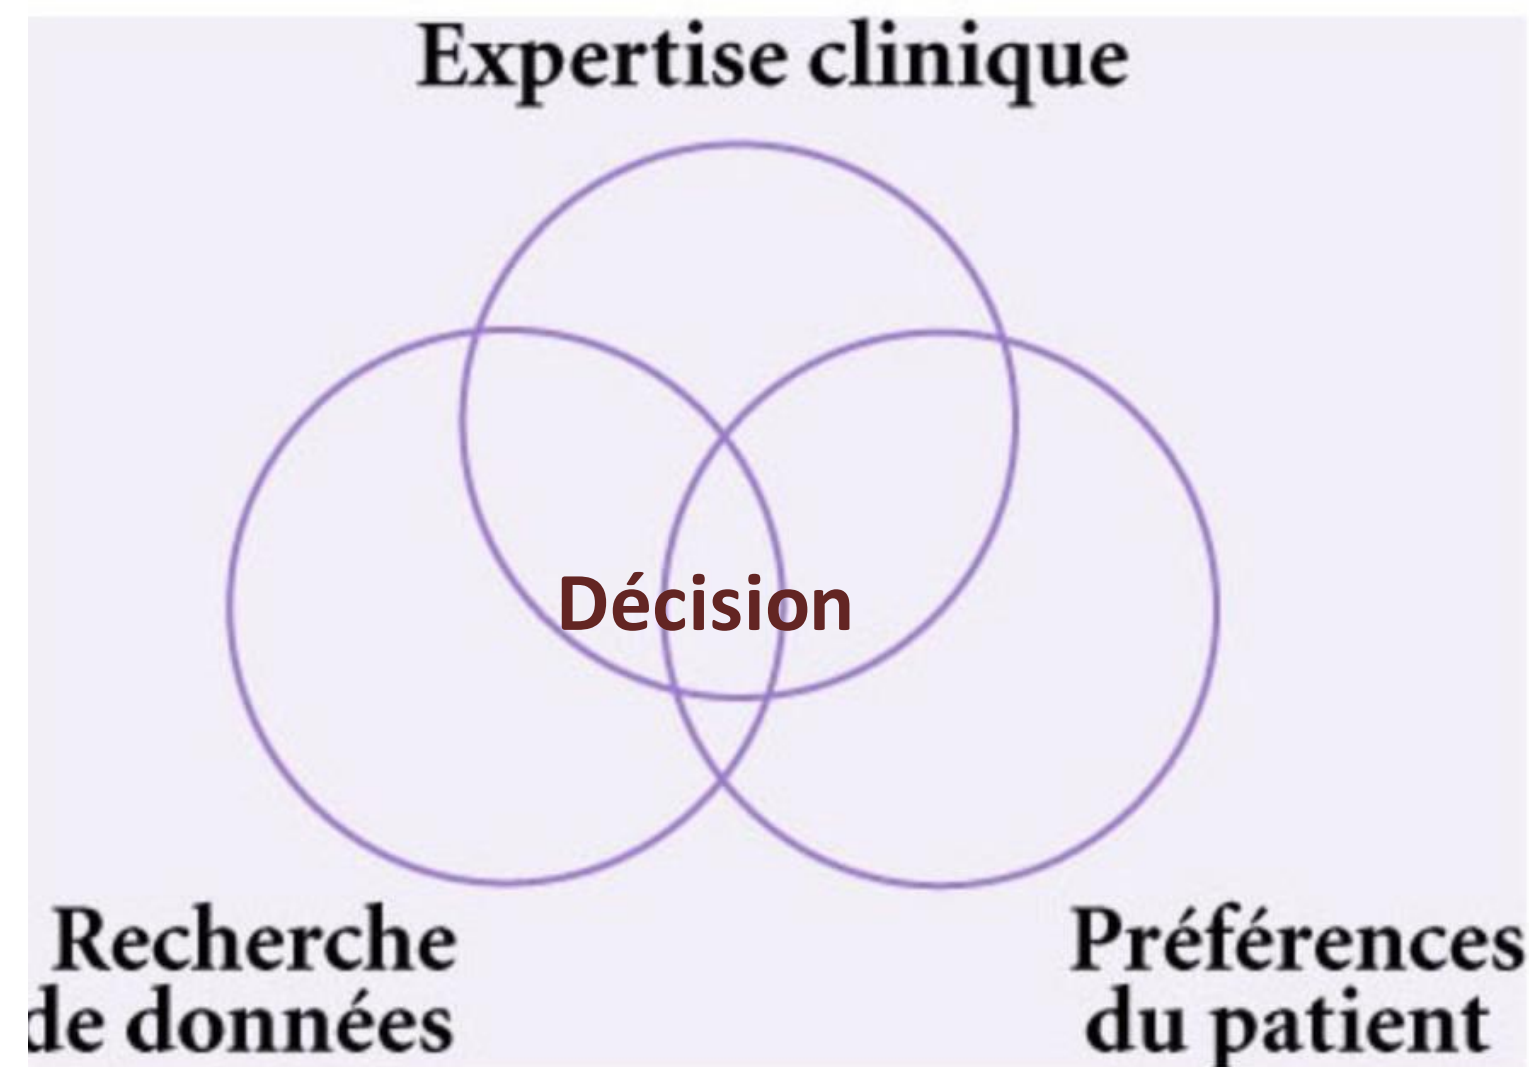 Expertise clinique
Décision
Recherche
de données
Préférences
du patient